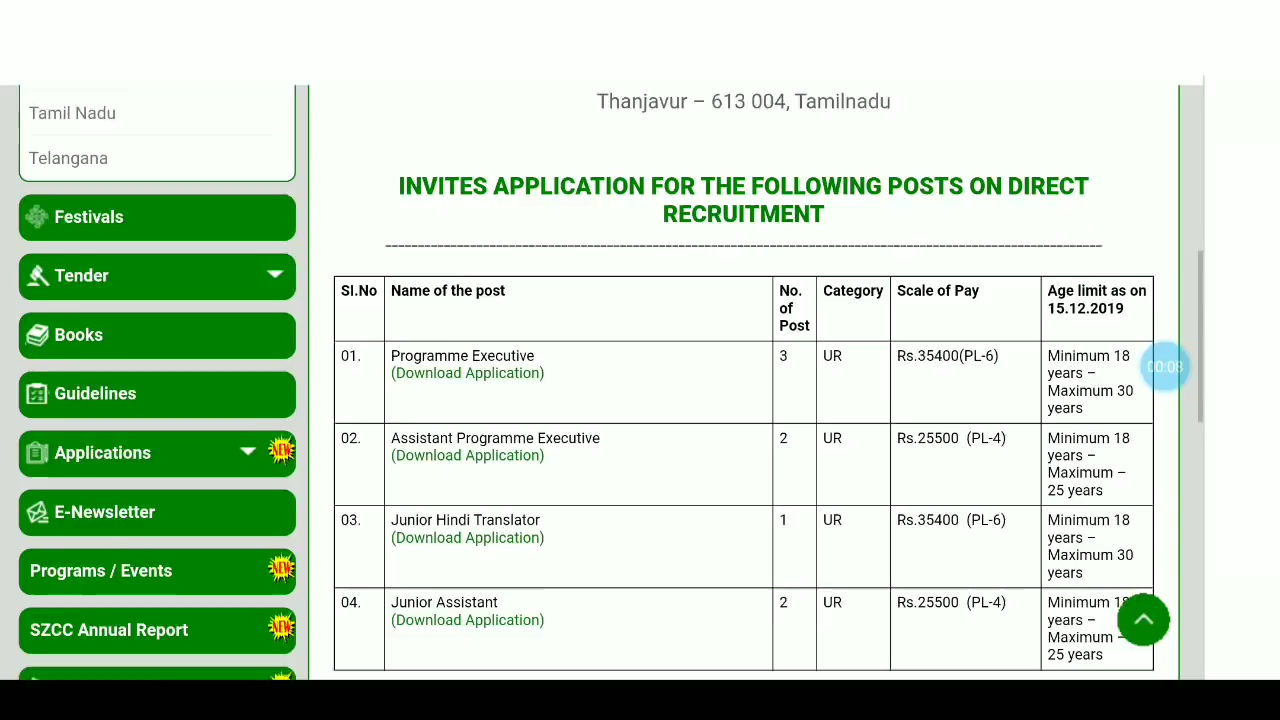 Tamil Nadu
Telangana
Festivals
Tender
Books
Guidelines
Applications
NEW
E-Newsletter
Programs / Events
NEW
SZCC Annual Report
NEW
Thanjavur – 613 004, Tamilnadu
INVITES APPLICATION FOR THE FOLLOWING POSTS ON DIRECT
RECRUITMENT
Sl.No Name of the post No. of Post Category Scale of Pay Age limit as on 15.12.2019
01. Programme Executive (Download Application) 3 UR Rs.35400(PL-6) Minimum 18 years – Maximum 30 years
02. Assistant Programme Executive (Download Application) 2 UR Rs.25500 (PL-4) Minimum 18 years – Maximum – 25 years
03. Junior Hindi Translator (Download Application) 1 UR Rs.35400 (PL-6) Minimum 18 years – Maximum 30 years
04. Junior Assistant (Download Application) 2 UR Rs.25500 (PL-4) Minimum 18 years – Maximum – 25 years
00:08